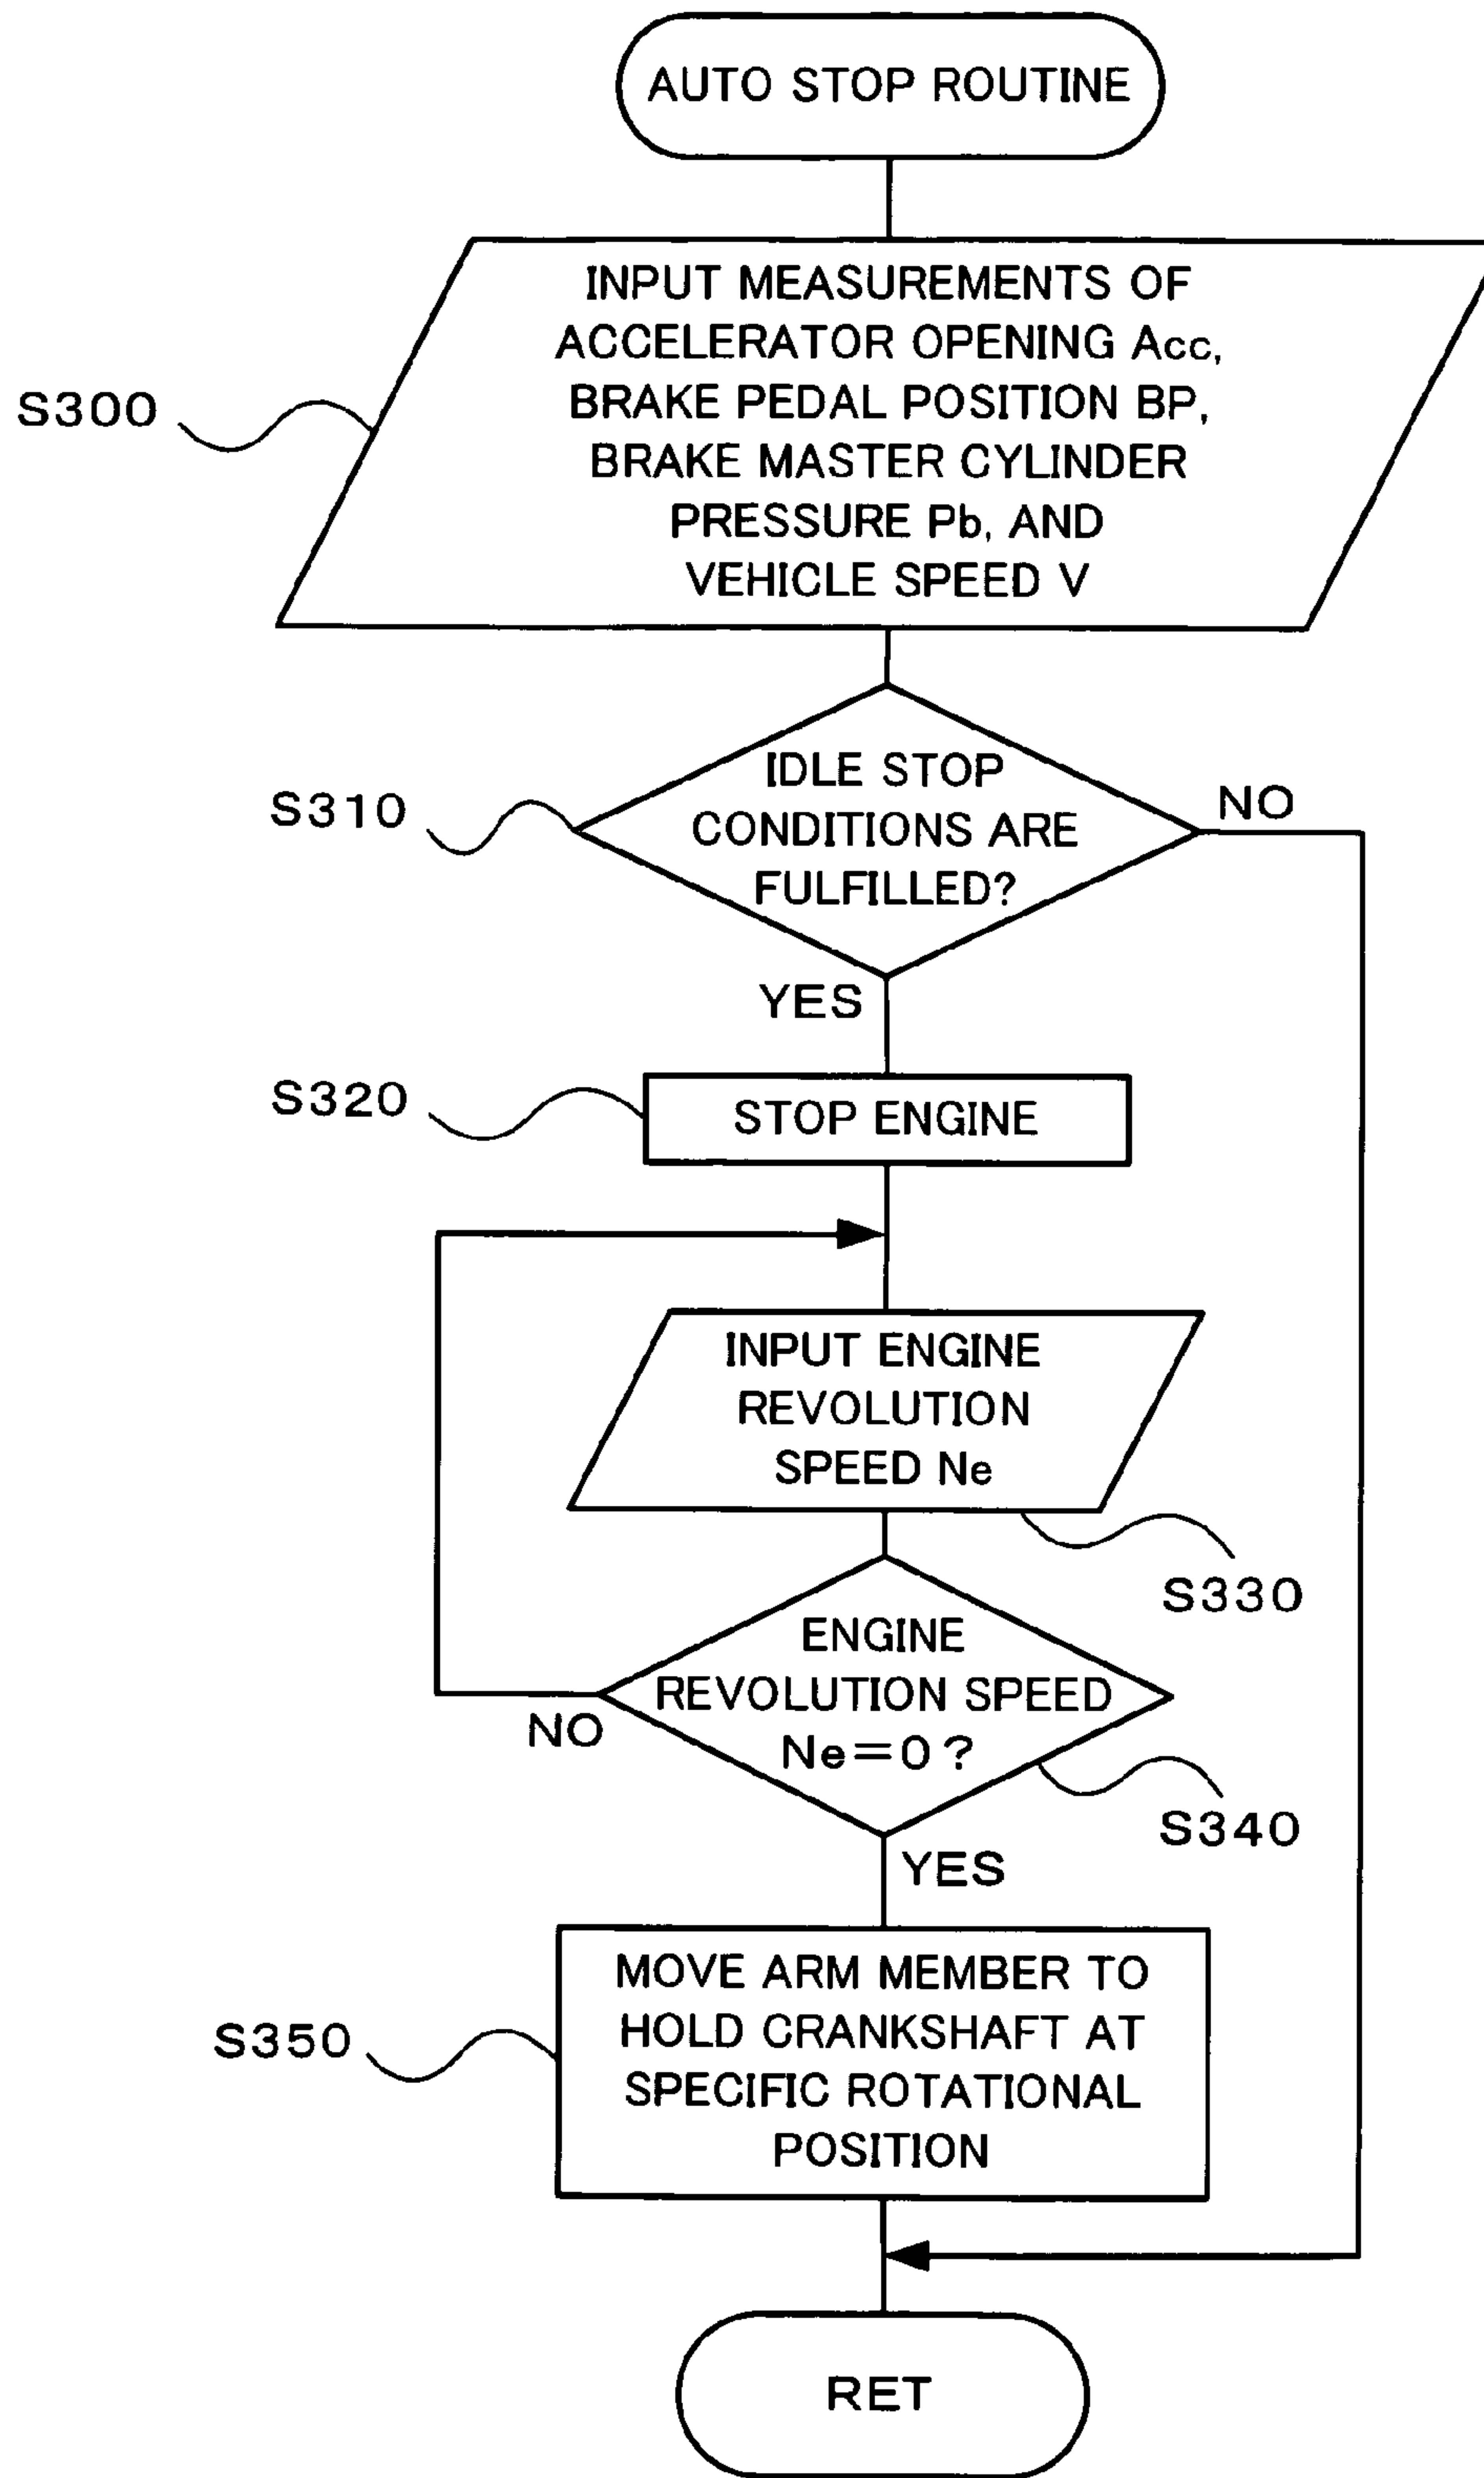 AUTO STOP ROUTINE
INPUT MEASUREMENTS OF
ACCELERATOR OPENING Acc,
BRAKE PEDAL POSITION BP,
BRAKE MASTER CYLINDER
PRESSURE Pb, AND
VEHICLE SPEED V
S300
IDLE STOP
CONDITIONS ARE
FULFILLED?
S310
NO
YES
S320
STOP ENGINE
INPUT ENGINE
REVOLUTION
SPEED Ne
S330
ENGINE
REVOLUTION SPEED
Ne=0?
NO
S340
YES
MOVE ARM MEMBER TO
HOLD CRANKSHAFT AT
SPECIFIC ROTATIONAL
POSITION
S350
RET